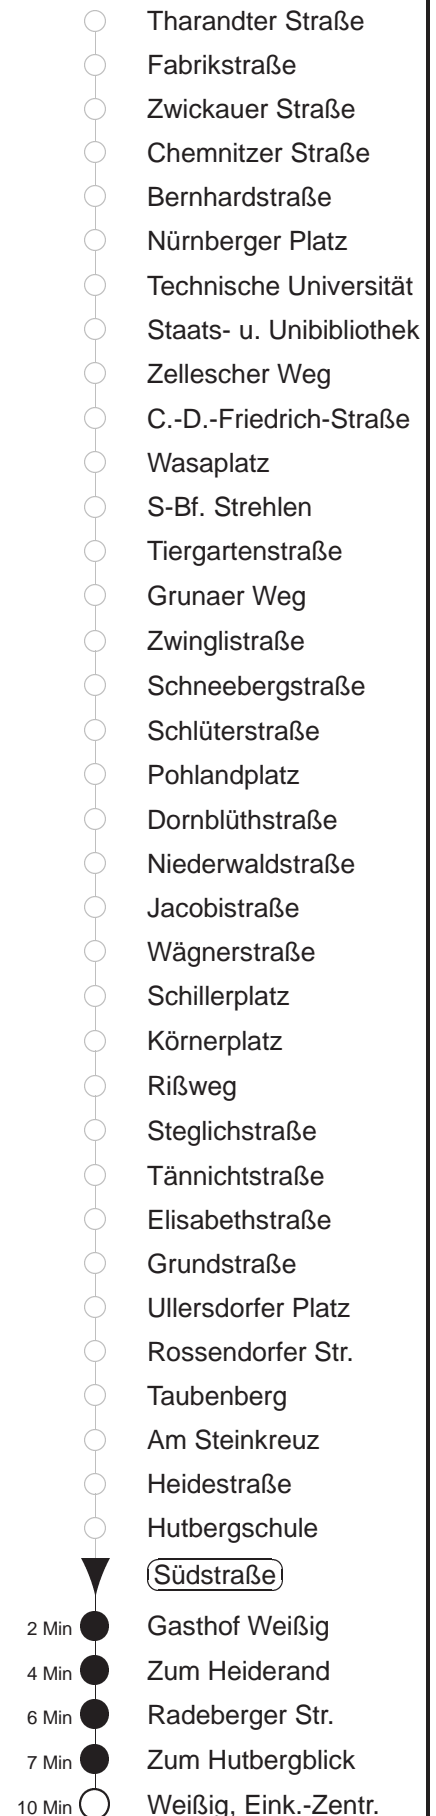 Tharandter Straße
Fabrikstraße
Zwickauer Straße
Chemnitzer Straße
Bernhardstraße
Nürnberger Platz
Technische Universität
Staats- u. Unibibliothek
Zellescher Weg
C.-D.-Friedrich-Straße
Wasaplatz
S-Bf. Strehlen
Tiergartenstraße
Grunaer Weg
Zwinglistraße
Schneebergstraße
Schlüterstraße
Pohlandplatz
Dornblüthstraße
Niederwaldstraße
Jacobistraße
Wägnerstraße
Schillerplatz
Körnerplatz
Rißweg
Steglichstraße
Tännichtstraße
Elisabethstraße
Grundstraße
Ullersdorfer Platz
Rossendorfer Str.
Taubenberg
Am Steinkreuz
Heidestraße
Hutbergschule
Südstraße
2 Min Gasthof Weißig
4 Min Zum Heiderand
6 Min Radeberger Str.
7 Min Zum Hutbergblick
10 Min Weißig, Eink.-Zentr.